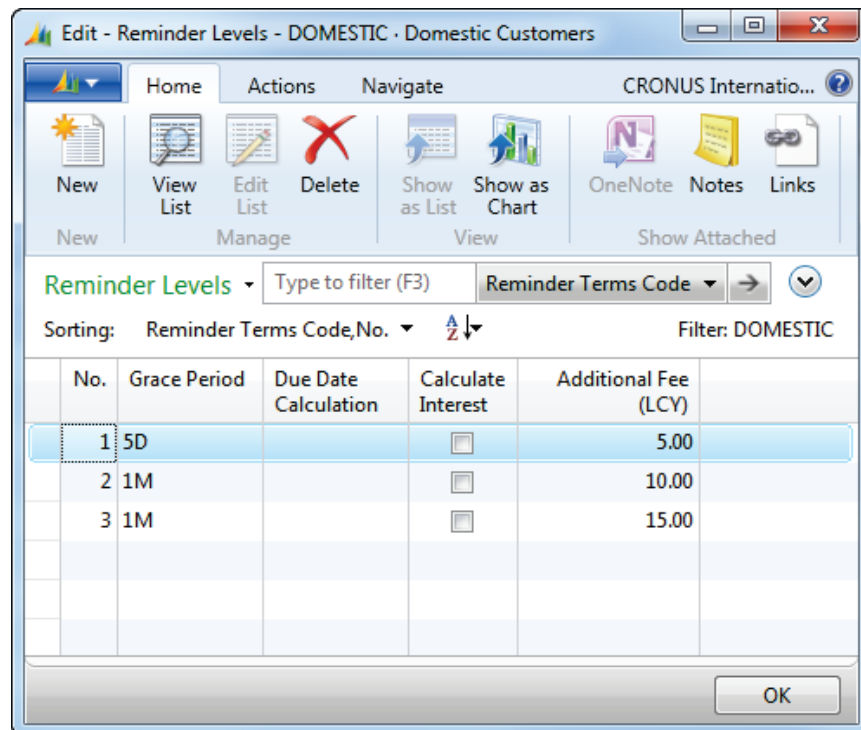 Edit - Reminder Levels - DOMESTIC · Domestic Customers
Home Actions Navigate CRONUS Internatio...
New View List Edit List Delete Show as List Show as Chart OneNote Notes Links
New Manage View Show Attached
Reminder Levels Type to filter (F3) Reminder Terms Code
Sorting: Reminder Terms Code,No. Filter: DOMESTIC
No. Grace Period Due Date Calculation Calculate Interest Additional Fee (LCY)
1 5D 5.00
2 1M 10.00
3 1M 15.00
OK